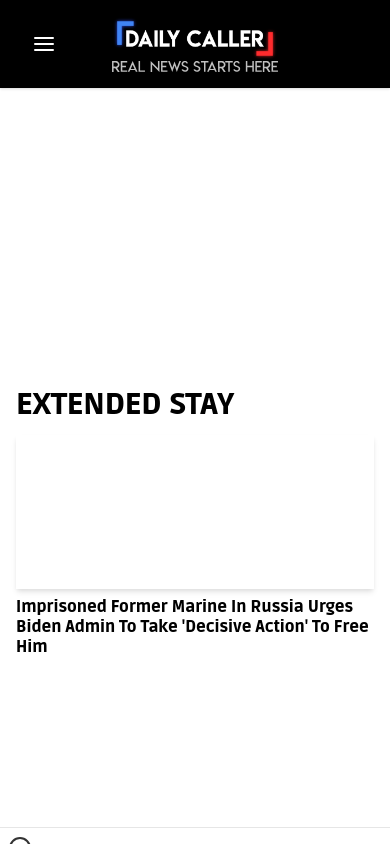 DAILY CALLER
REAL NEWS STARTS HERE
EXTENDED STAY
Imprisoned Former Marine In Russia Urges
Biden Admin To Take 'Decisive Action' To Free
Him